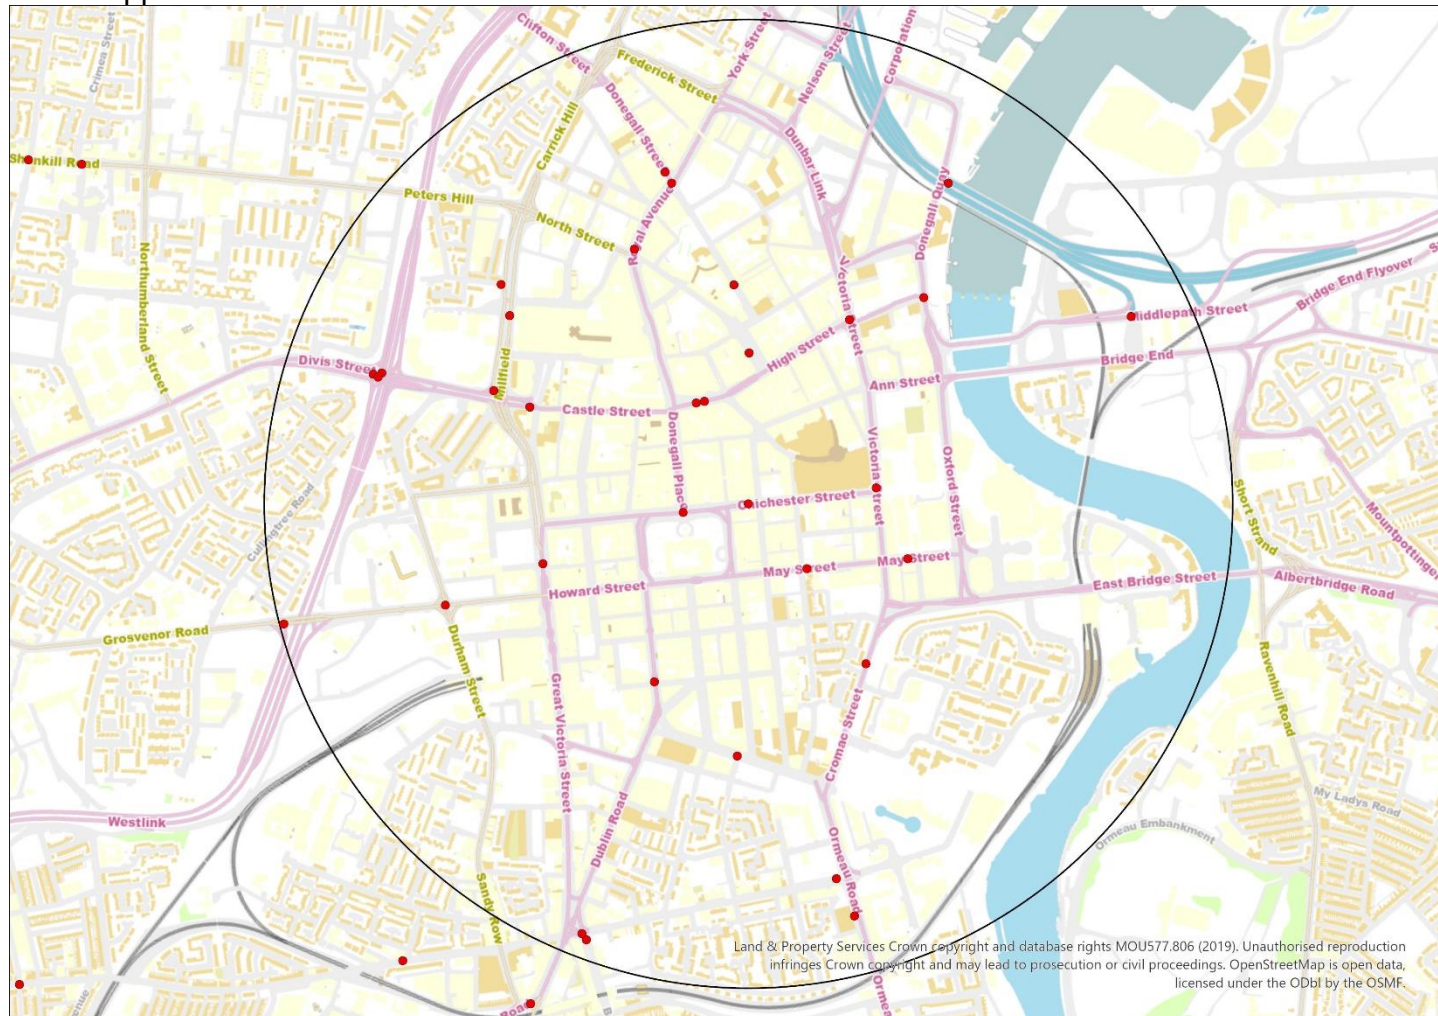 Clifton Street
York Street
Nelson Street
Corporation
Crimea Street
Frederick Street
Donegall Street
Carrick Hill
Dunbar Link
Shankill Road
Peters Hill
North Street
Royal Avenue
Donegall Quay
Northumberland Street
Victoria Street
Bridge End Flyover
Middlepath Street
High Street
Bridge End
Divis Street
Millfield
Ann Street
Castle Street
Donegall Place
Victoria Street
Oxford Street
Chichester Street
Short Strand
Mountpottinger
Cullingtree Road
May Street
May Street
East Bridge Street
Albertbridge Road
Howard Street
Grosvenor Road
Durham Street
Ravenhill Road
Great Victoria Street
Cromac Street
My Ladys Road
Westlink
Dublin Road
Ormeau Road
Ormeau Embankment
Sandy Row
Land & Property Services Crown copyright and database rights MOU577.806 (2019). Unauthorised reproduction
infringes Crown copyright and may lead to prosecution or civil proceedings. OpenStreetMap is open data,
licensed under the ODbl by the OSMF.
Road
Ormea